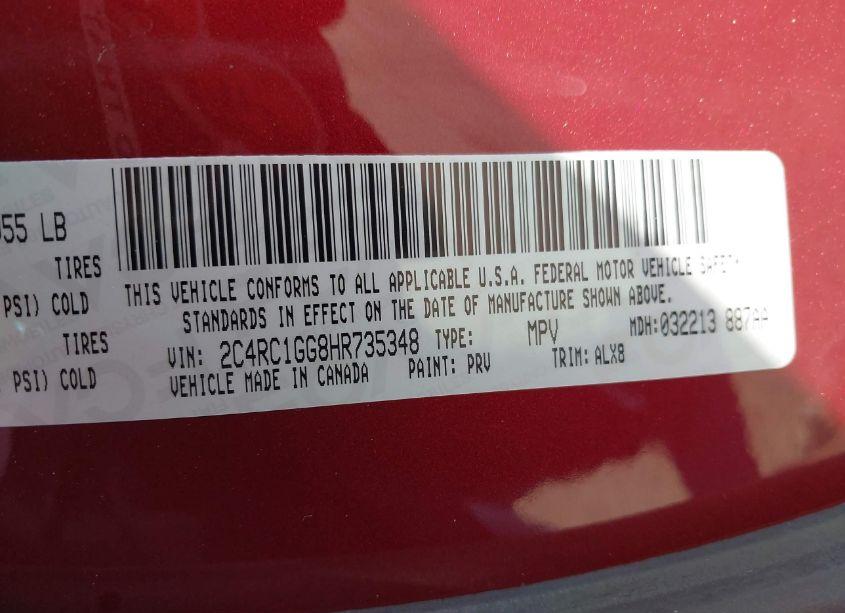 055 LB
TIRES
PSI) COLD
TIRES
PSI) COLD
THIS VEHICLE CONFORMS TO ALL APPLICABLE U.S.A. FEDERAL MOTOR VEHICLE SAFETY
STANDARDS IN EFFECT ON THE DATE OF MANUFACTURE SHOWN ABOVE.
VIN: 2C4RC1GG8HR735348 TYPE: MPV MDH:032213 887AA
VEHICLE MADE IN CANADA PAINT: PRV TRIM: ALX8